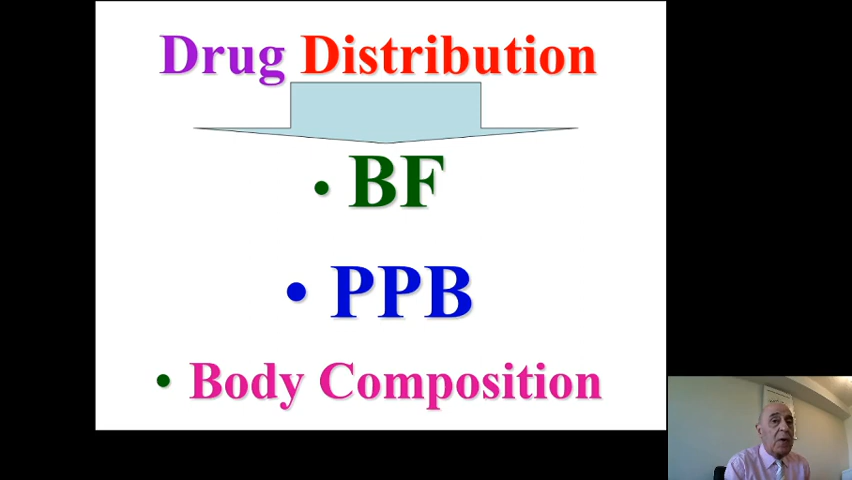 Drug Distribution
• BF
• PPB
• Body Composition